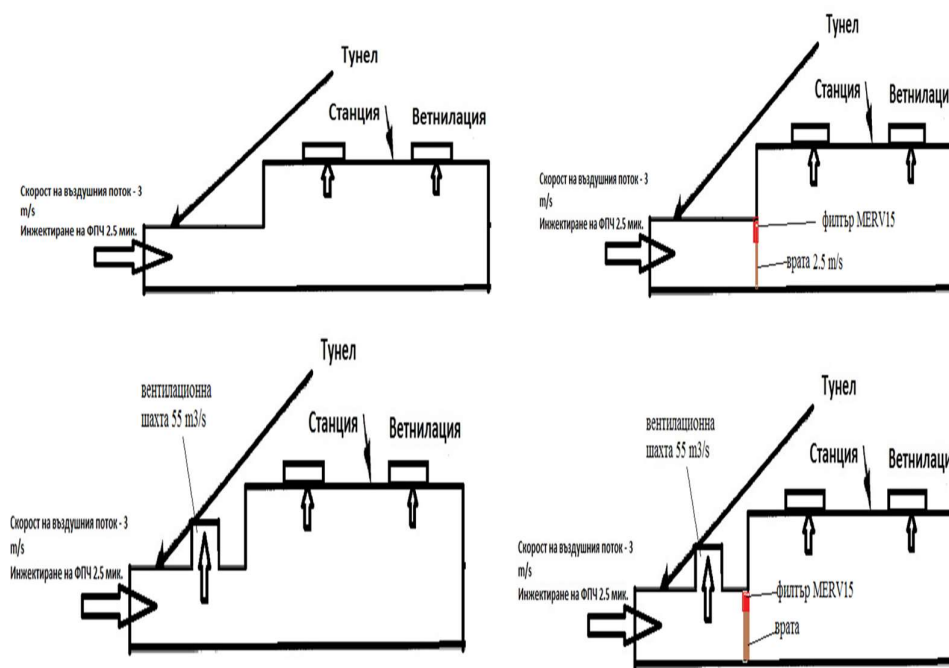 Тунел
Станция
Ветнилация
Скорост на въздушния поток - 3
m/s
Инжектиране на ФПЧ 2.5 мик.
Тунел
Станция
Ветнилаци
Скорост на въздушния поток - 3
m/s
Инжектиране на ФПЧ 2.5 мик.
филтър MERV15
врата 2.5 m/s
Тунел
вентилационна
шахта 55 m3/s
Станция
Ветнилация
Скорост на въздушния поток - 3
m/s
Инжектиране на ФПЧ 2.5 мик.
Тунел
вентилационна
шахта 55 m3/s
Станция
Ветнилаци
Скорост на въздушния поток - 3
m/s
Инжектиране на ФПЧ 2.5 мик.
филтър MERV15
врата